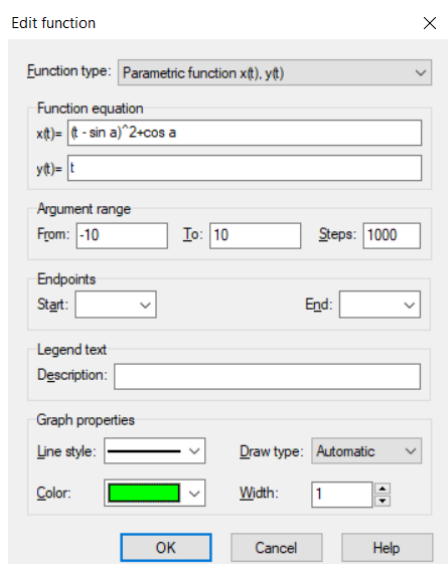 Edit function
Function type: Parametric function x(t), y(t)
Function equation
x(t)= (t - sin a)^2+cos a
y(t)= t
Argument range
From: -10 To: 10 Steps: 1000
Endpoints
Start: End:
Legend text
Description:
Graph properties
Line style: Draw type: Automatic
Color: Width: 1
OK Cancel Help